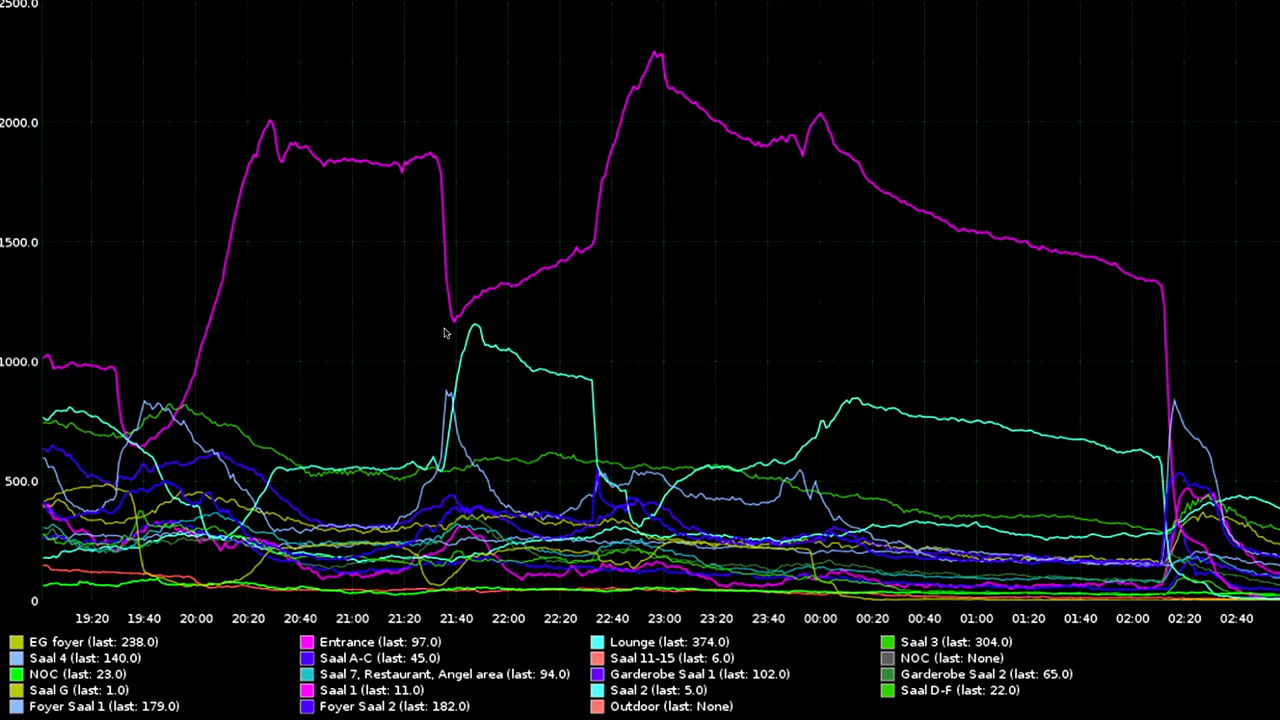 2500.0
2000.0
1500.0
1000.0
500.0
0
19:20 19:40 20:00 20:20 20:40 21:00 21:20 21:40 22:00 22:20 22:40 23:00 23:20 23:40 00:00 00:20 00:40 01:00 01:20 01:40 02:00 02:20 02:40
EG foyer (last: 238.0) Entrance (last: 97.0) Lounge (last: 374.0) Saal 3 (last: 304.0)
Saal 4 (last: 140.0) Saal A-C (last: 45.0) Saal 11-15 (last: 6.0) NOC (last: None)
NOC (last: 23.0) Saal 7, Restaurant, Angel area (last: 94.0) Garderobe Saal 1 (last: 102.0) Garderobe Saal 2 (last: 65.0)
Saal G (last: 1.0) Saal 1 (last: 11.0) Saal 2 (last: 5.0) Saal D-F (last: 22.0)
Foyer Saal 1 (last: 179.0) Foyer Saal 2 (last: 182.0) Outdoor (last: None)